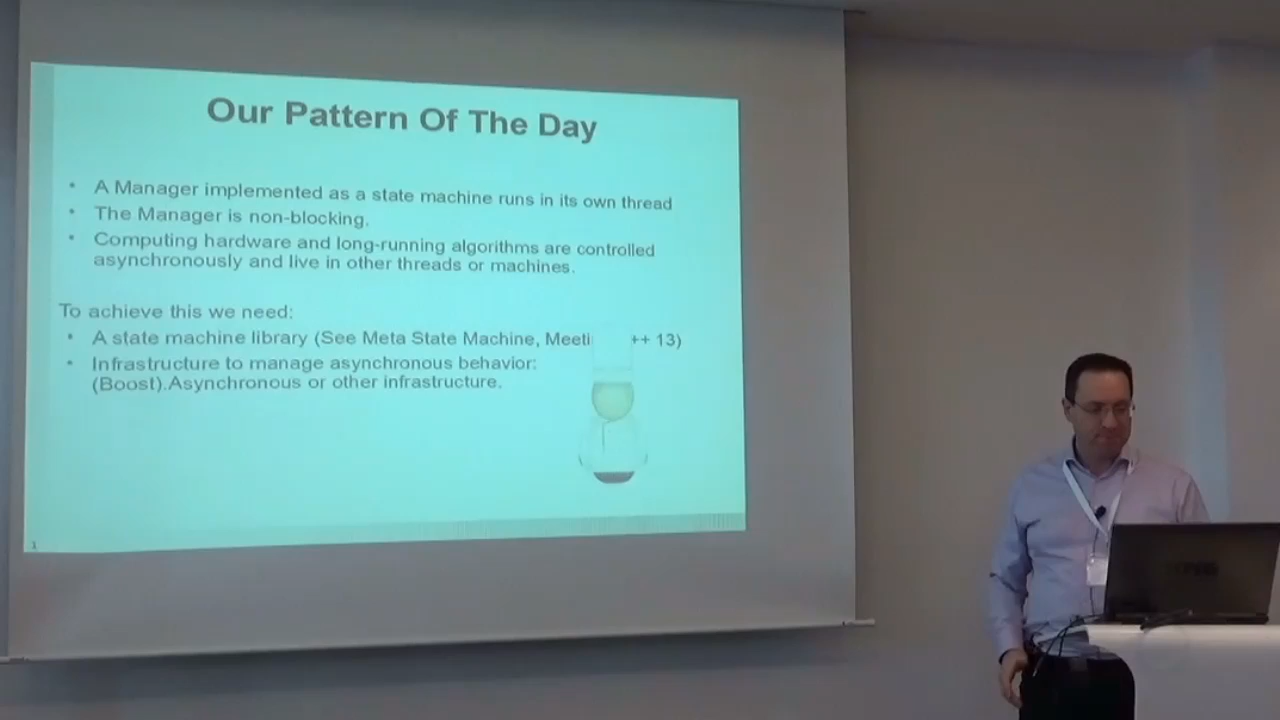 Our Pattern Of The Day
• A Manager implemented as a state machine runs in its own thread
• The Manager is non-blocking.
• Computing hardware and long-running algorithms are controlled
asynchronously and live in other threads or machines.
To achieve this we need:
• A state machine library (See Meta State Machine, Meeti ++ 13)
• Infrastructure to manage asynchronous behavior:
(Boost).Asynchronous or other infrastructure.
1